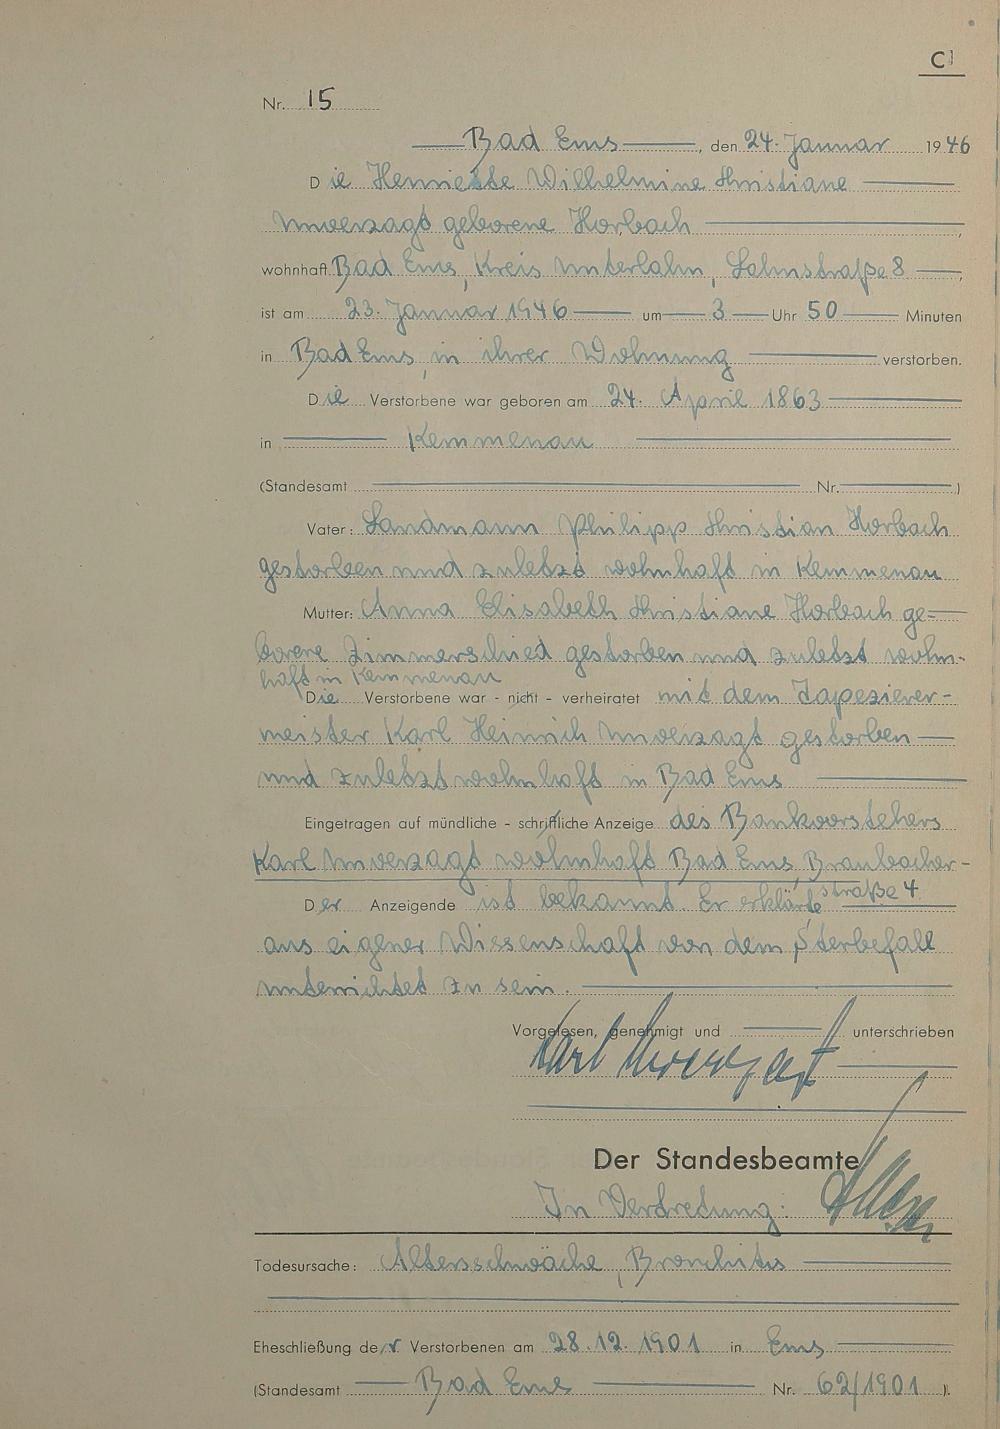 C1
Nr. 15
Bad Ems, den 24. Januar 1946
Die Henriette Wilhelmine Christiane
Unverzagt geborene Horbach
wohnhaft Bad Ems, Kreis Unterlahn, Lahnstraße 8,
ist am 23. Januar 1946 um 3 Uhr 50 Minuten
in Bad Ems, in ihrer Wohnung verstorben.
Die Verstorbene war geboren am 24. April 1863
in Kemmenau
(Standesamt Nr. )
Vater: Landmann Philipp Christian Horbach
gestorben und zuletzt wohnhaft in Kemmenau
Mutter: Anna Elisabeth Christiane Horbach ge-
borene Zimmerschied gestorben und zuletzt wohn-
haft in Kemmenau
Die Verstorbene war - nicht - verheiratet mit dem Tapezierer-
meister Karl Heinrich Unverzagt gestorben
und zuletzt wohnhaft in Bad Ems
Eingetragen auf mündliche - schriftliche Anzeige des Bankvorstehers
Karl Unverzagt wohnhaft Bad Ems, Braubacher-
straße 4
Der Anzeigende ist bekannt. Er erklärte,
aus eigener Wissenschaft von dem Sterbefall
unterrichtet zu sein.
Vorgelesen, genehmigt und unterschrieben
Karl Unverzagt
Der Standesbeamte
In Vertretung:
Todesursache: Altersschwäche, Bronchitis
Eheschließung der Verstorbenen am 28.12.1901 in Ems
(Standesamt Bad Ems Nr. 62/1901 ).